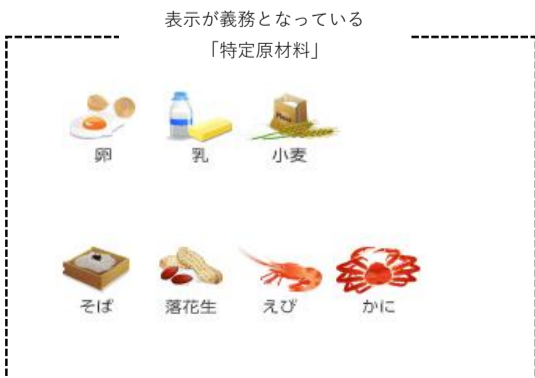 表示が義務となっている
「特定原材料」
卵 乳 小麦
そば 落花生 えび かに